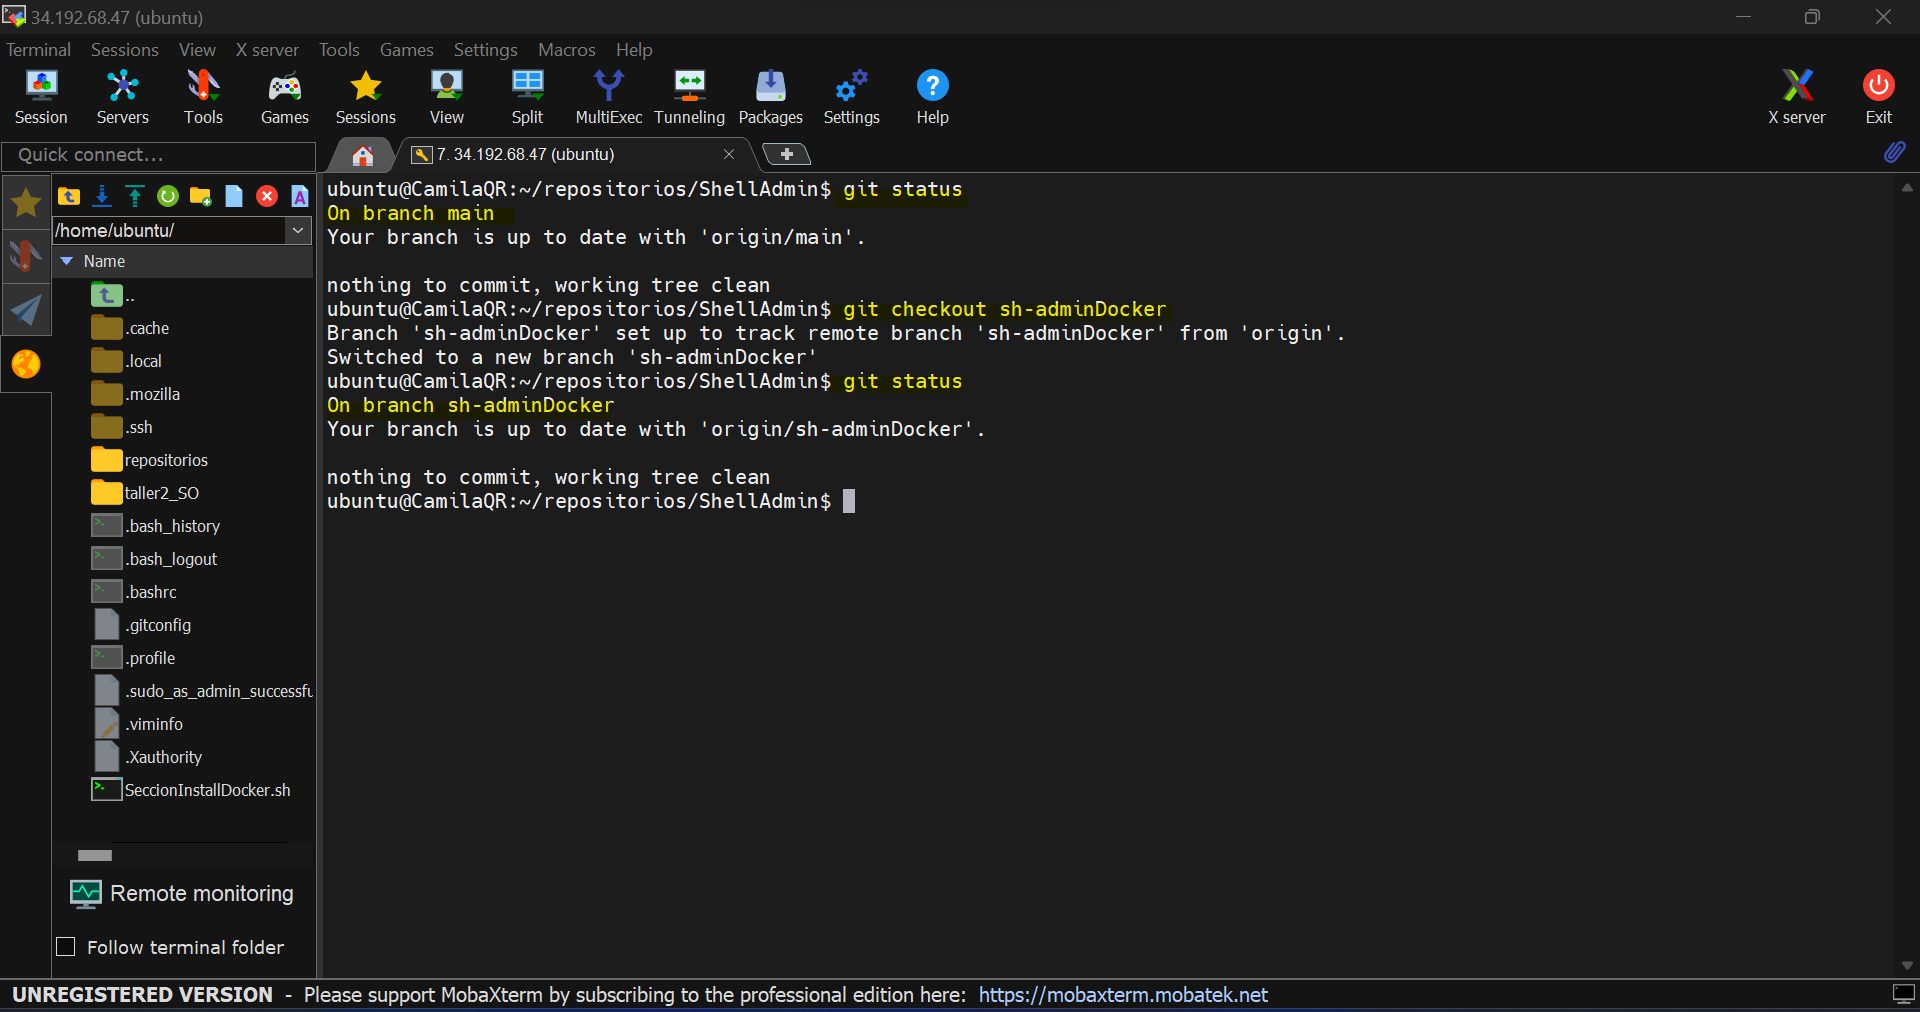 34.192.68.47 (ubuntu)
Terminal Sessions View X server Tools Games Settings Macros Help
Session Servers Tools Games Sessions View Split MultiExec Tunneling Packages Settings Help X server Exit
Quick connect...
7. 34.192.68.47 (ubuntu)
/home/ubuntu/
Name
..
.cache
.local
.mozilla
.ssh
repositorios
taller2_SO
.bash_history
.bash_logout
.bashrc
.gitconfig
.profile
.sudo_as_admin_successfu
.viminfo
.Xauthority
SeccionInstallDocker.sh
Remote monitoring
Follow terminal folder
ubuntu@CamilaQR:~/repositorios/ShellAdmin$ git status
On branch main
Your branch is up to date with 'origin/main'.
nothing to commit, working tree clean
ubuntu@CamilaQR:~/repositorios/ShellAdmin$ git checkout sh-adminDocker
Branch 'sh-adminDocker' set up to track remote branch 'sh-adminDocker' from 'origin'.
Switched to a new branch 'sh-adminDocker'
ubuntu@CamilaQR:~/repositorios/ShellAdmin$ git status
On branch sh-adminDocker
Your branch is up to date with 'origin/sh-adminDocker'.
nothing to commit, working tree clean
ubuntu@CamilaQR:~/repositorios/ShellAdmin$
UNREGISTERED VERSION - Please support MobaXterm by subscribing to the professional edition here: https://mobaxterm.mobatek.net